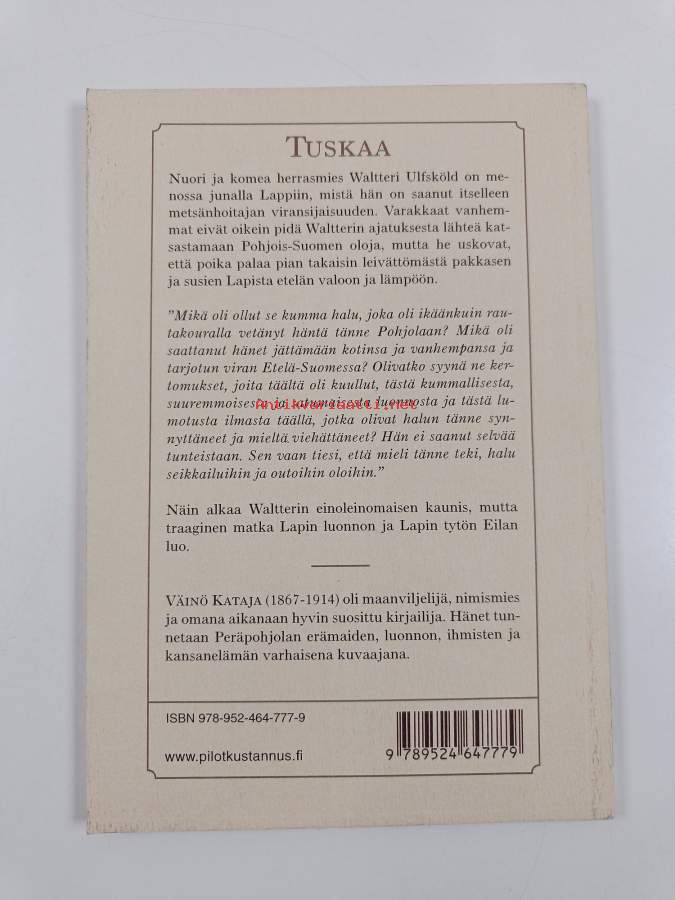 TUSKAA
Nuori ja komea herrasmies Waltteri Ulfsköld on me-
nossa junalla Lappiin, mistä hän on saanut itselleen
metsänhoitajan viransijaisuuden. Varakkaat vanhem-
mat eivät oikein pidä Waltterin ajatuksesta lähteä kat-
sastamaan Pohjois-Suomen oloja, mutta he uskovat,
että poika palaa pian takaisin leivättömästä pakkasen
ja susien Lapista etelän valoon ja lämpöön.
"Mikä oli ollut se kumma halu, joka oli ikäänkuin rau-
takouralla vetänyt häntä tänne Pohjolaan? Mikä oli
saattanut hänet jättämään kotinsa ja vanhempansa ja
tarjotun viran Etelä-Suomessa? Olivatko syynä ne ker-
tomukset, joita täältä oli kuullut, tästä kummallisesta,
suuremmoisesta ja satumaisesta luonnosta ja tästä lu-
Antikvariaatti.net
motusta ilmasta täällä, jotka olivat halun tänne syn-
nyttäneet ja mieltä viehättäneet? Hän ei saanut selvää
tunteistaan. Sen vaan tiesi, että mieli tänne teki, halu
seikkailuihin ja outoihin oloihin."
Näin alkaa Waltterin einoleinomaisen kaunis, mutta
traaginen matka Lapin luonnon ja Lapin tytön Eilan
luo.
VÄINÖ KATAJA (1867-1914) oli maanviljelijä, nimismies
ja omana aikanaan hyvin suosittu kirjailija. Hänet tun-
netaan Peräpohjolan erämaiden, luonnon, ihmisten ja
kansanelämän varhaisena kuvaajana.
ISBN 978-952-464-777-9
www.pilotkustannus.fi
9 789524 647779